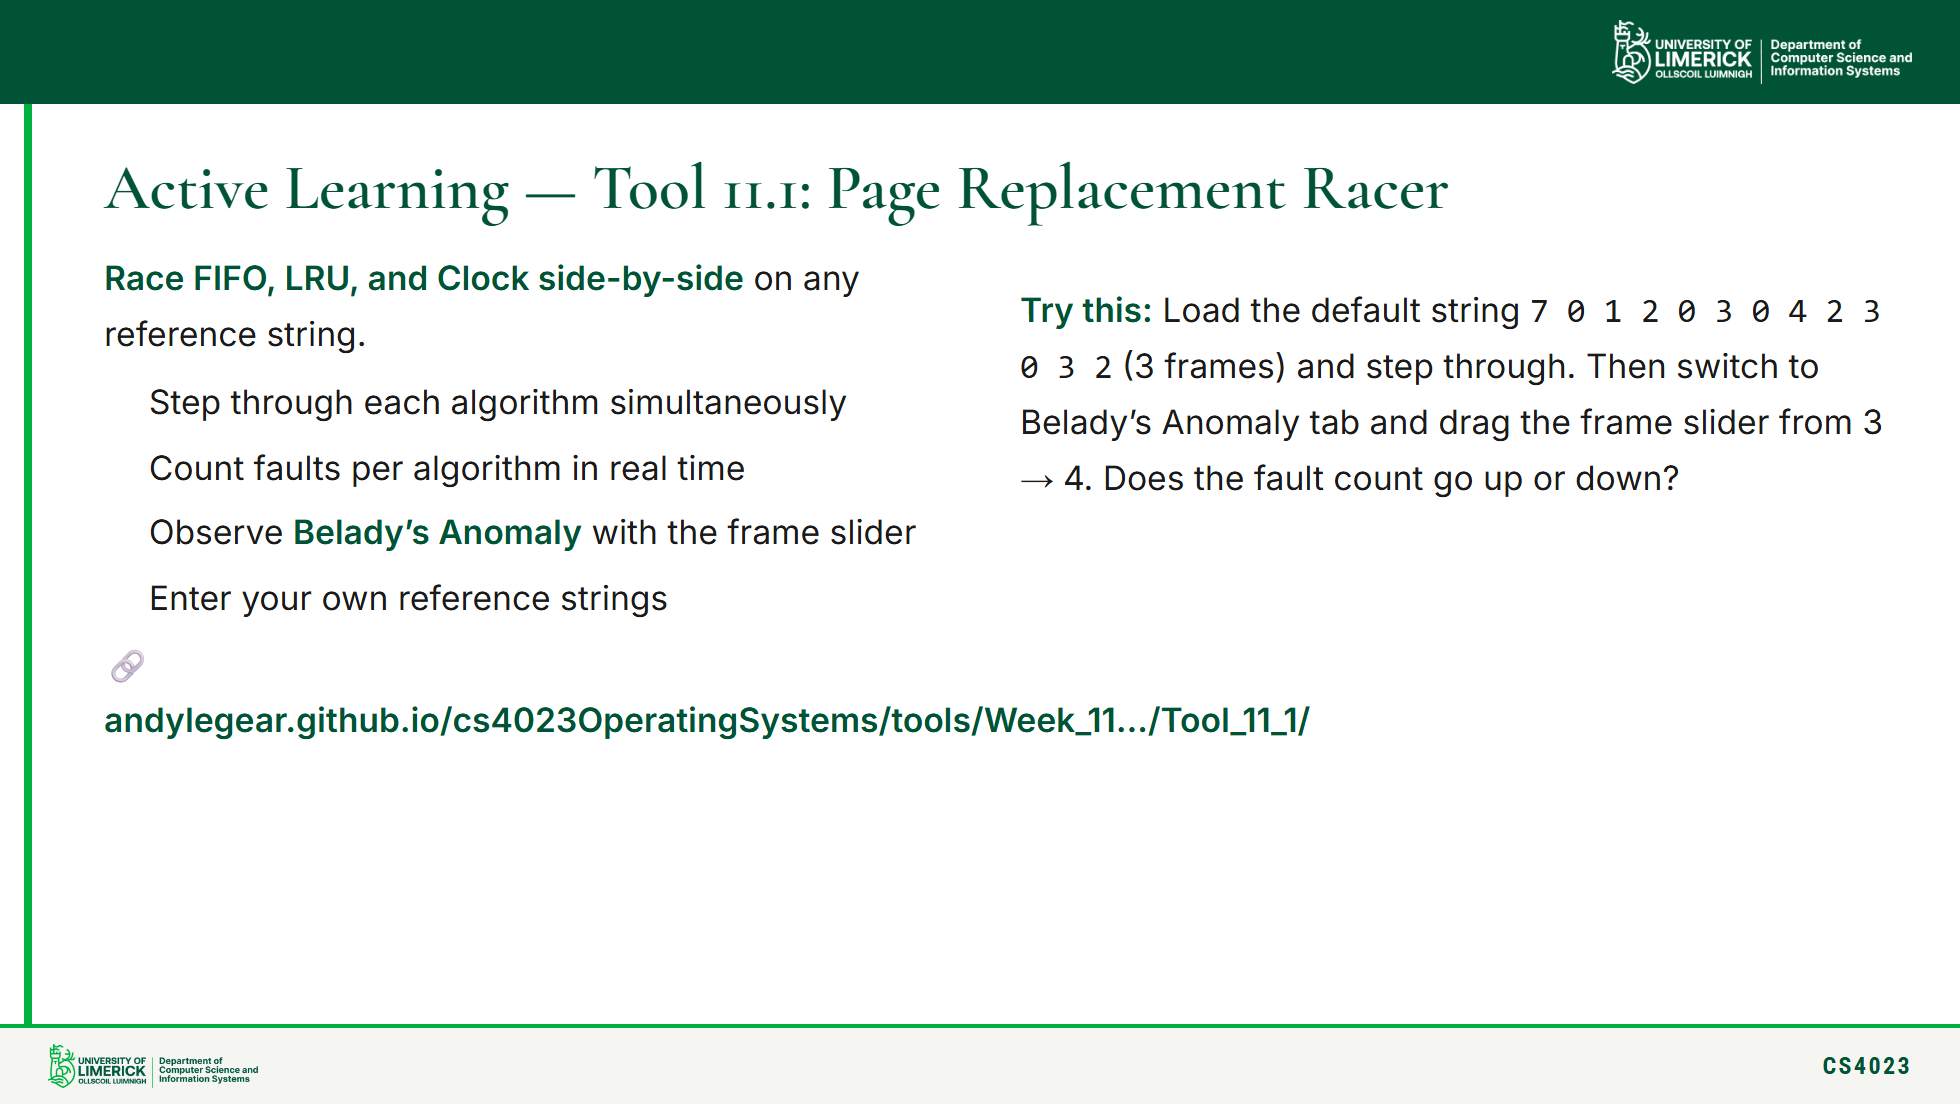 UNIVERSITY OF
LIMERICK
OLLSCOIL LUIMNIGH
Department of
Computer Science and
Information Systems
Active Learning — Tool 11.1: Page Replacement Racer
Race FIFO, LRU, and Clock side-by-side on any
reference string.
Step through each algorithm simultaneously
Count faults per algorithm in real time
Observe Belady’s Anomaly with the frame slider
Enter your own reference strings
andylegear.github.io/cs4023OperatingSystems/tools/Week_11.../Tool_11_1/
Try this: Load the default string 7 0 1 2 0 3 0 4 2 3
0 3 2 (3 frames) and step through. Then switch to
Belady’s Anomaly tab and drag the frame slider from 3
→ 4. Does the fault count go up or down?
UNIVERSITY OF
LIMERICK
OLLSCOIL LUIMNIGH
Department of
Computer Science and
Information Systems
CS4023